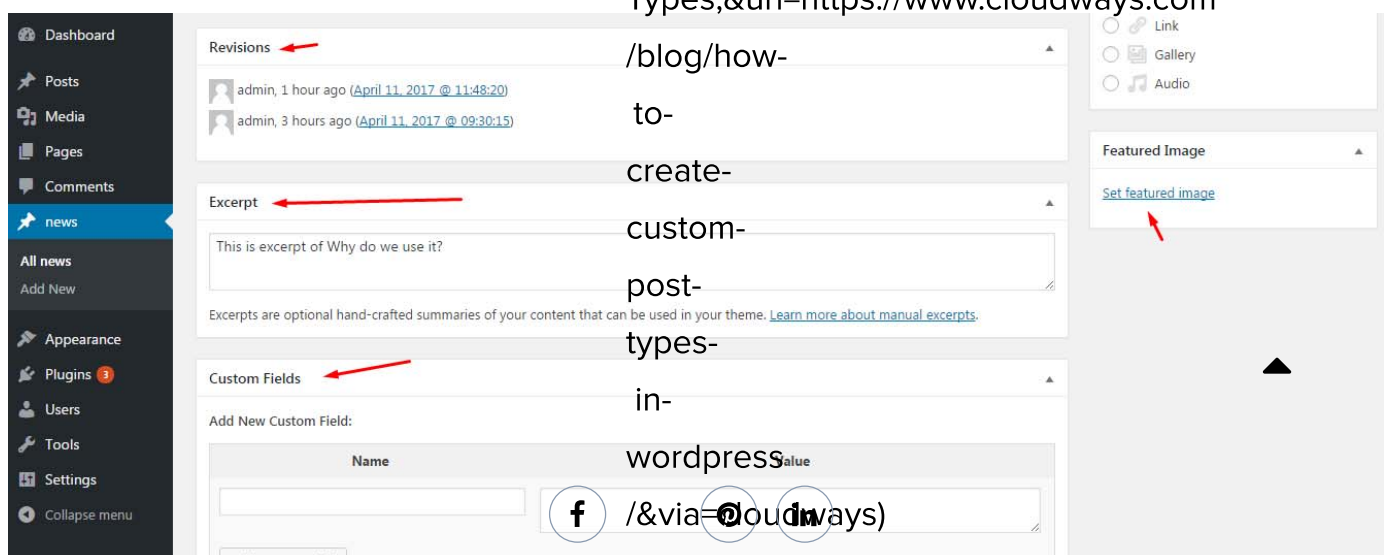 Types,&url=https://www.cloudways.com
/blog/how-
to-
create-
custom-
post-
types-
in-
wordpress
/&via=cloudways)
Dashboard
Posts
Media
Pages
Comments
news
All news
Add New
Appearance
Plugins 3
Users
Tools
Settings
Collapse menu
Revisions
admin, 1 hour ago (April 11, 2017 @ 11:48:20)
admin, 3 hours ago (April 11, 2017 @ 09:30:15)
Excerpt
This is excerpt of Why do we use it?
Excerpts are optional hand-crafted summaries of your content that can be used in your theme. Learn more about manual excerpts.
Custom Fields
Add New Custom Field:
Name Value
f in
Link
Gallery
Audio
Featured Image
Set featured image